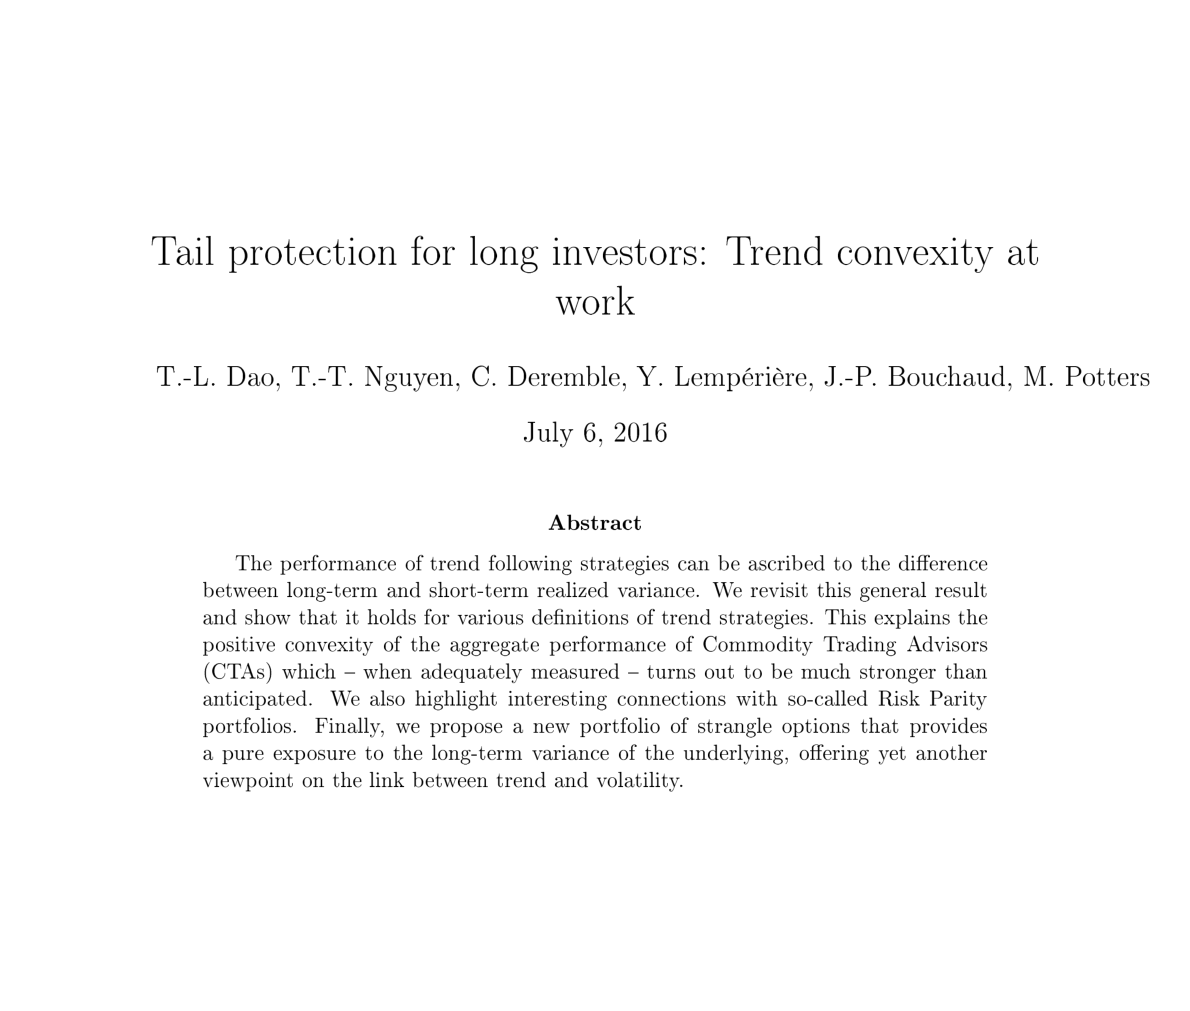 Tail protection for long investors: Trend convexity at
work
T.-L. Dao, T.-T. Nguyen, C. Deremble, Y. Lempérière, J.-P. Bouchaud, M. Potters
July 6, 2016
Abstract
The performance of trend following strategies can be ascribed to the difference
between long-term and short-term realized variance. We revisit this general result
and show that it holds for various definitions of trend strategies. This explains the
positive convexity of the aggregate performance of Commodity Trading Advisors
(CTAs) which – when adequately measured – turns out to be much stronger than
anticipated. We also highlight interesting connections with so-called Risk Parity
portfolios. Finally, we propose a new portfolio of strangle options that provides
a pure exposure to the long-term variance of the underlying, offering yet another
viewpoint on the link between trend and volatility.